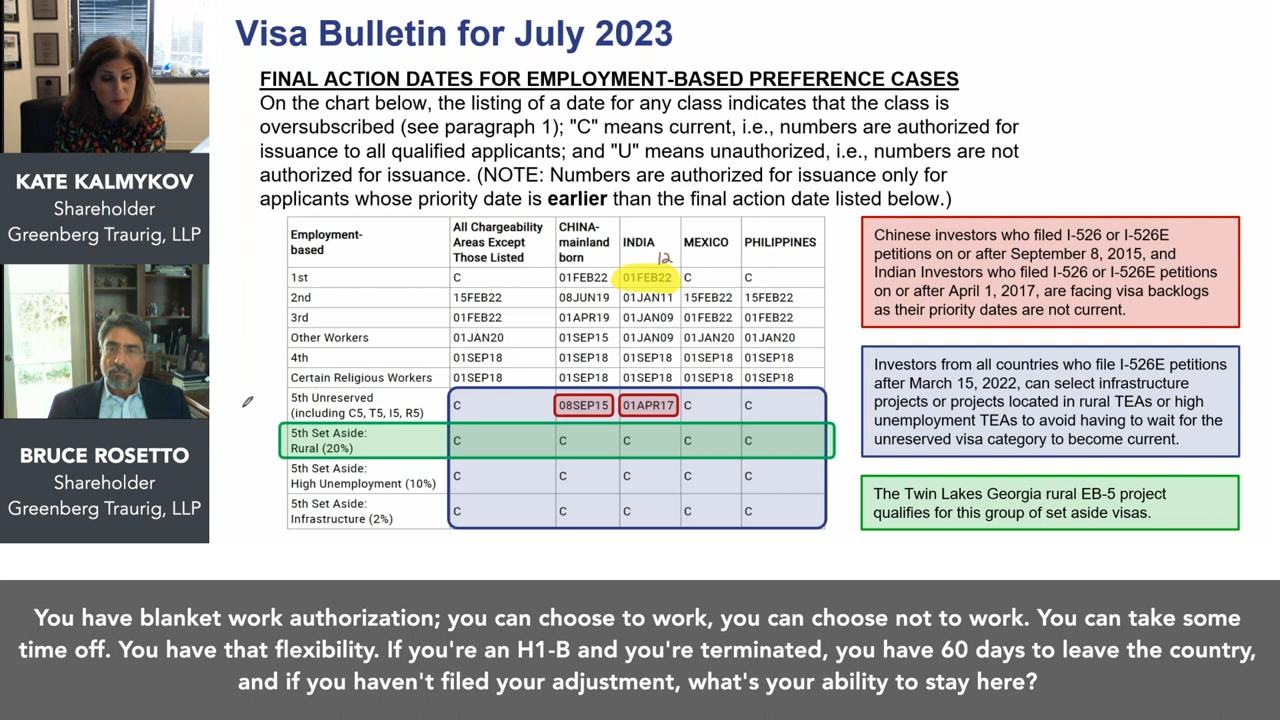 Visa Bulletin for July 2023
FINAL ACTION DATES FOR EMPLOYMENT-BASED PREFERENCE CASES
On the chart below, the listing of a date for any class indicates that the class is
oversubscribed (see paragraph 1); "C" means current, i.e., numbers are authorized for
issuance to all qualified applicants; and "U" means unauthorized, i.e., numbers are not
authorized for issuance. (NOTE: Numbers are authorized for issuance only for
applicants whose priority date is earlier than the final action date listed below.)
KATE KALMYKOV
Shareholder
Greenberg Traurig, LLP
BRUCE ROSETTO
Shareholder
Greenberg Traurig, LLP
Employment-
based
All Chargeability
Areas Except
Those Listed
CHINA-
mainland
born
INDIA
MEXICO
PHILIPPINES
12
1st C 01FEB22 01FEB22 C C
2nd 15FEB22 08JUN19 01JAN11 15FEB22 15FEB22
3rd 01FEB22 01APR19 01JAN09 01FEB22 01FEB22
Other Workers 01JAN20 01SEP15 01JAN09 01JAN20 01JAN20
4th 01SEP18 01SEP18 01SEP18 01SEP18 01SEP18
Certain Religious Workers 01SEP18 01SEP18 01SEP18 01SEP18 01SEP18
5th Unreserved
(including C5, T5, I5, R5) C 08SEP15 01APR17 C C
5th Set Aside:
Rural (20%) C C C C C
5th Set Aside:
High Unemployment (10%) C C C C C
5th Set Aside:
Infrastructure (2%) C C C C C
Chinese investors who filed I-526 or I-526E
petitions on or after September 8, 2015, and
Indian Investors who filed I-526 or I-526E petitions
on or after April 1, 2017, are facing visa backlogs
as their priority dates are not current.
Investors from all countries who file I-526E petitions
after March 15, 2022, can select infrastructure
projects or projects located in rural TEAs or high
unemployment TEAs to avoid having to wait for the
unreserved visa category to become current.
The Twin Lakes Georgia rural EB-5 project
qualifies for this group of set aside visas.
You have blanket work authorization; you can choose to work, you can choose not to work. You can take some
time off. You have that flexibility. If you're an H1-B and you're terminated, you have 60 days to leave the country,
and if you haven't filed your adjustment, what's your ability to stay here?